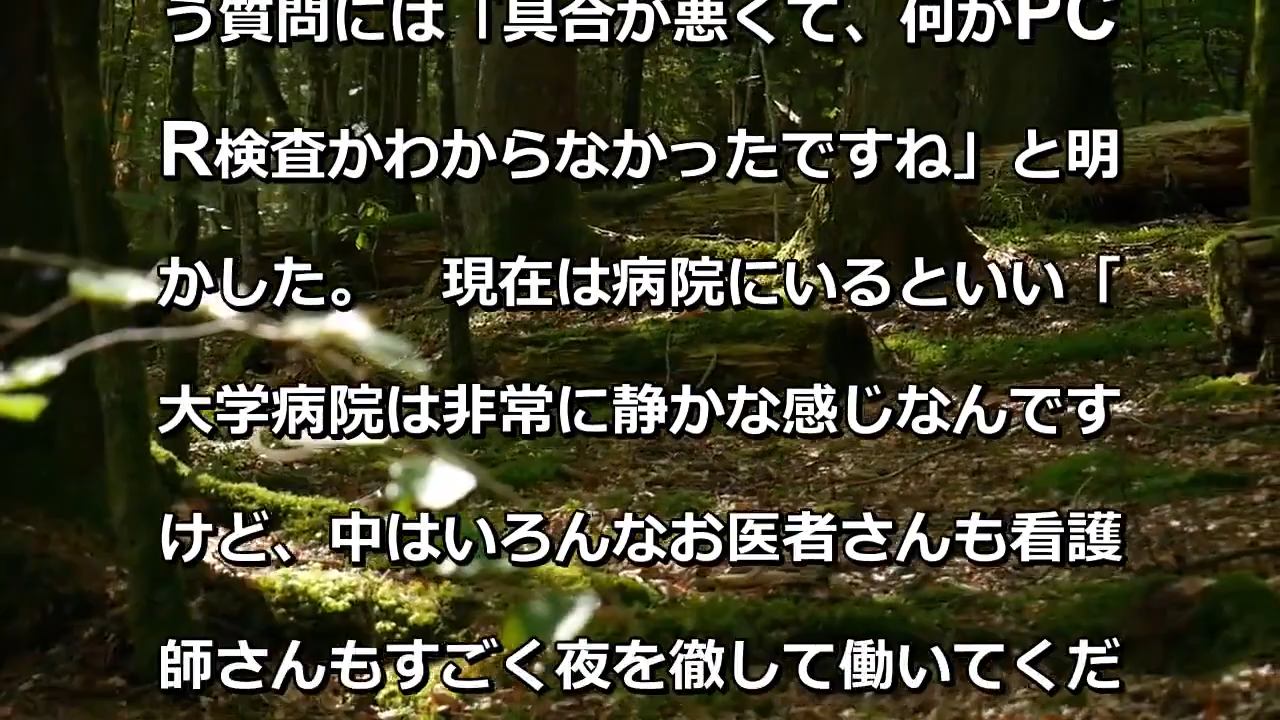 う質問には「具合が悪くて、何がPC
R検査かわからなかったですね」と明
かした。　現在は病院にいるといい「
大学病院は非常に静かな感じなんです
けど、中はいろんなお医者さんも看護
師さんもすごく夜を徹して働いてくだ